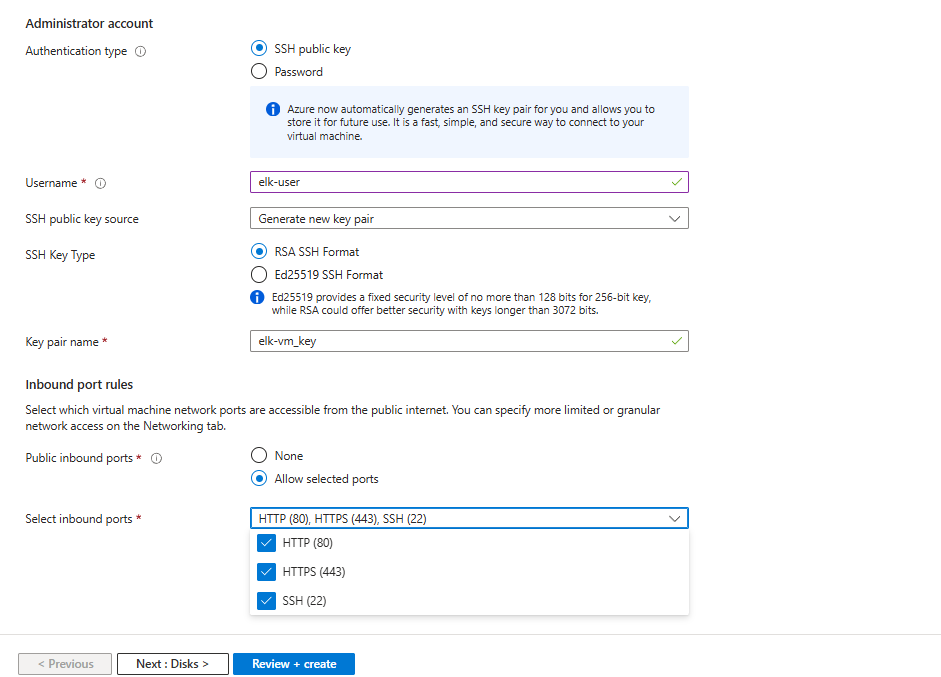 Administrator account
Authentication type
SSH public key
Password
Azure now automatically generates an SSH key pair for you and allows you to
store it for future use. It is a fast, simple, and secure way to connect to your
virtual machine.
Username *
elk-user
SSH public key source
Generate new key pair
SSH Key Type
RSA SSH Format
Ed25519 SSH Format
Ed25519 provides a fixed security level of no more than 128 bits for 256-bit key,
while RSA could offer better security with keys longer than 3072 bits.
Key pair name *
elk-vm_key
Inbound port rules
Select which virtual machine network ports are accessible from the public internet. You can specify more limited or granular
network access on the Networking tab.
Public inbound ports *
None
Allow selected ports
Select inbound ports *
HTTP (80), HTTPS (443), SSH (22)
HTTP (80)
HTTPS (443)
SSH (22)
< Previous
Next : Disks >
Review + create